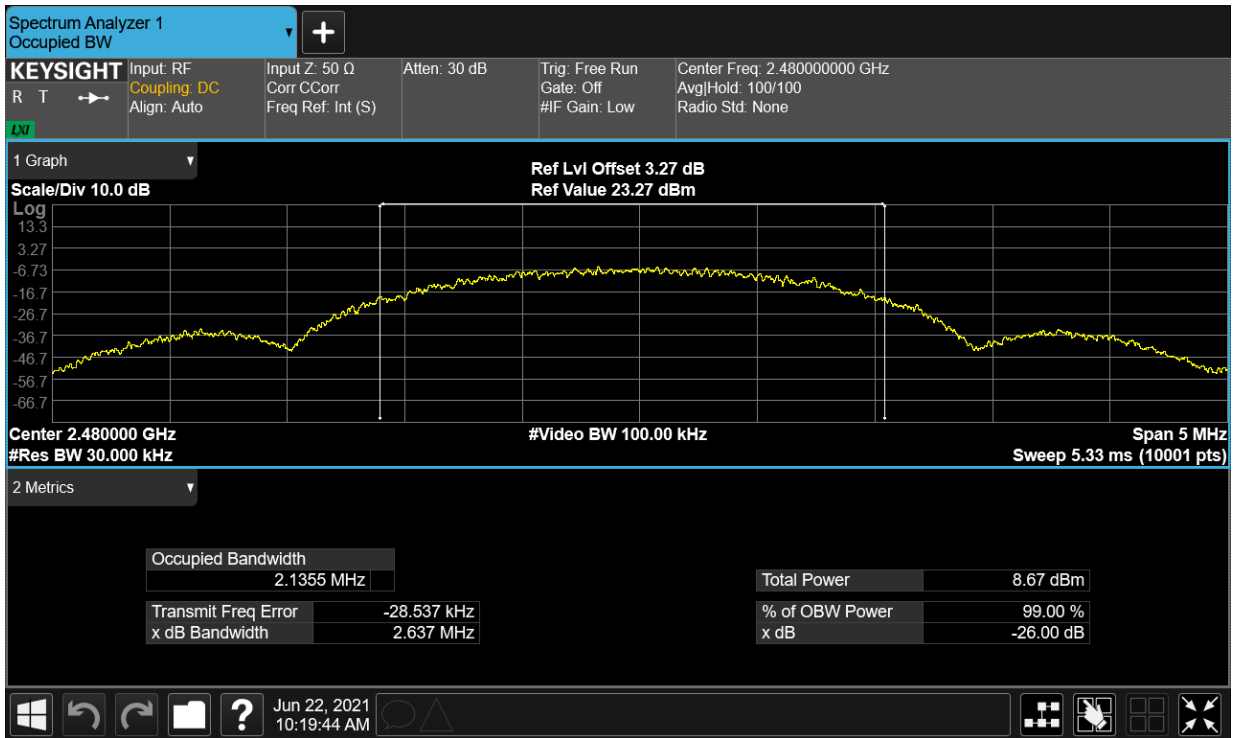 Spectrum Analyzer 1
Occupied BW
▼
+
KEYSIGHT
R T
LXI
Input: RF
Coupling: DC
Align: Auto
Input Z: 50 Ω
Corr CCorr
Freq Ref: Int (S)
Atten: 30 dB
Trig: Free Run
Gate: Off
#IF Gain: Low
Center Freq: 2.480000000 GHz
Avg|Hold: 100/100
Radio Std: None
1 Graph ▼
Scale/Div 10.0 dB
Ref Lvl Offset 3.27 dB
Ref Value 23.27 dBm
Log
13.3
3.27
-6.73
-16.7
-26.7
-36.7
-46.7
-56.7
-66.7
Center 2.480000 GHz
#Res BW 30.000 kHz
#Video BW 100.00 kHz
Span 5 MHz
Sweep 5.33 ms (10001 pts)
2 Metrics ▼
Occupied Bandwidth
2.1355 MHz
Transmit Freq Error -28.537 kHz
x dB Bandwidth 2.637 MHz
Total Power 8.67 dBm
% of OBW Power 99.00 %
x dB -26.00 dB
?
Jun 22, 2021
10:19:44 AM